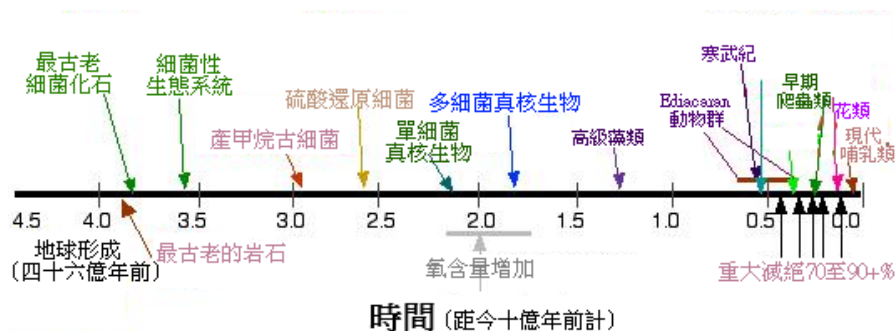 最古老
細菌化石
細菌性
生態系統
產甲烷古細菌
硫酸還原細菌
單細菌
真核生物
多細菌真核生物
高級藻類
Ediacaran
動物群
寒武紀
早期
爬蟲類
花類
現代
哺乳類
4.5 4.0 3.5 3.0 2.5 2.0 1.5 1.0 0.5 0.0
地球形成
(四十六億年前)
最古老的岩石
氧含量增加
重大滅絕70至90+%
時間 (距今十億年前計)